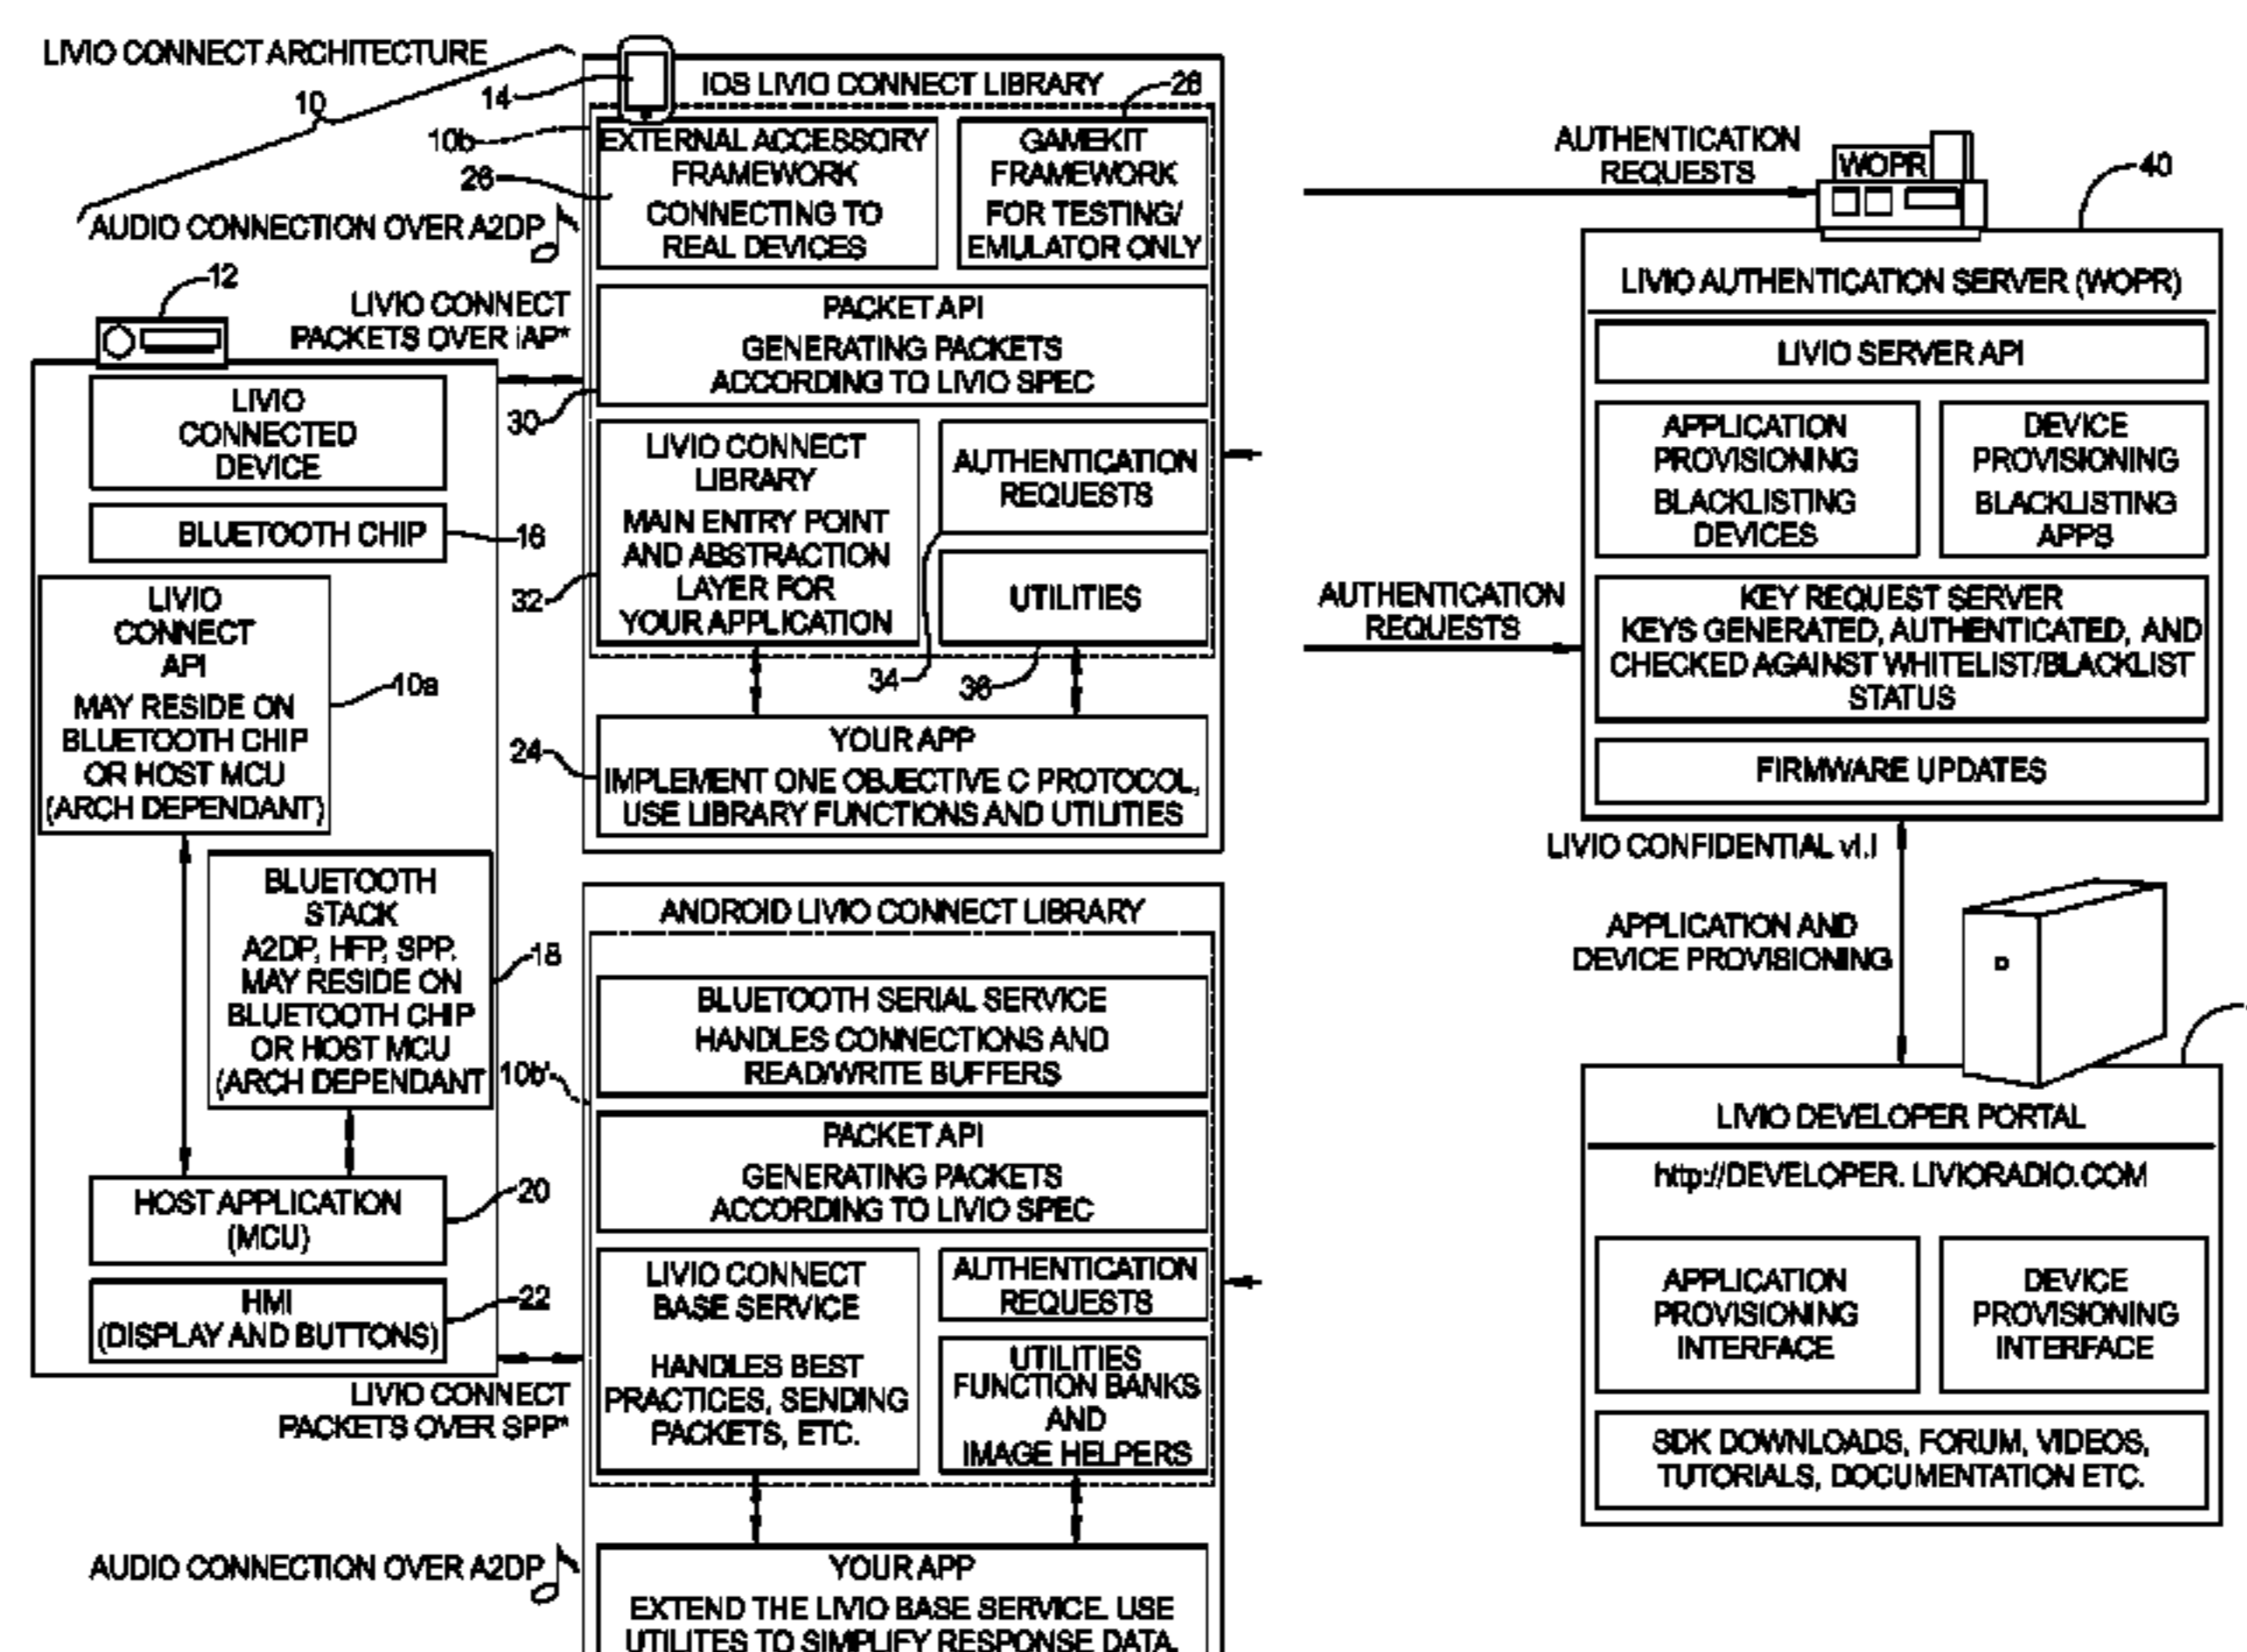 LIVIO CONNECT ARCHITECTURE
10
AUDIO CONNECTION OVER A2DP
12
LIVIO CONNECT
PACKETS OVER iAP*
LIVIO
CONNECTED
DEVICE
BLUETOOTH CHIP
16
LIVIO
CONNECT
API
MAY RESIDE ON
BLUETOOTH CHIP
OR HOST MCU
(ARCH DEPENDANT)
10a
BLUETOOTH
STACK
A2DP, HFP, SPP.
MAY RESIDE ON
BLUETOOTH CHIP
OR HOST MCU
(ARCH DEPENDANT
18
HOST APPLICATION
(MCU)
20
HMI
(DISPLAY AND BUTTONS)
22
LIVIO CONNECT
PACKETS OVER SPP*
AUDIO CONNECTION OVER A2DP
14
IOS LIVIO CONNECT LIBRARY
28
10b
EXTERNAL ACCESSORY
FRAMEWORK
CONNECTING TO
REAL DEVICES
26
GAMEKIT
FRAMEWORK
FOR TESTING/
EMULATOR ONLY
PACKET API
GENERATING PACKETS
ACCORDING TO LIVIO SPEC
30
LIVIO CONNECT
LIBRARY
MAIN ENTRY POINT
AND ABSTRACTION
LAYER FOR
YOUR APPLICATION
32
AUTHENTICATION
REQUESTS
UTILITIES
34
36
YOUR APP
IMPLEMENT ONE OBJECTIVE C PROTOCOL,
USE LIBRARY FUNCTIONS AND UTILITIES
24
ANDROID LIVIO CONNECT LIBRARY
BLUETOOTH SERIAL SERVICE
HANDLES CONNECTIONS AND
READ/WRITE BUFFERS
10b'
PACKET API
GENERATING PACKETS
ACCORDING TO LIVIO SPEC
LIVIO CONNECT
BASE SERVICE
HANDLES BEST
PRACTICES, SENDING
PACKETS, ETC.
AUTHENTICATION
REQUESTS
UTILITIES
FUNCTION BANKS
AND
IMAGE HELPERS
YOUR APP
EXTEND THE LIVIO BASE SERVICE. USE
UTILITES TO SIMPLIFY RESPONSE DATA.
AUTHENTICATION
REQUESTS
WOPR
40
LIVIO AUTHENTICATION SERVER (WOPR)
LIVIO SERVER API
APPLICATION
PROVISIONING
BLACKLISTING
DEVICES
DEVICE
PROVISIONING
BLACKLISTING
APPS
AUTHENTICATION
REQUESTS
KEY REQUEST SERVER
KEYS GENERATED, AUTHENTICATED, AND
CHECKED AGAINST WHITELIST/BLACKLIST
STATUS
FIRMWARE UPDATES
LIVIO CONFIDENTIAL v1.1
APPLICATION AND
DEVICE PROVISIONING
LIVIO DEVELOPER PORTAL
http://DEVELOPER. LIVIORADIO.COM
APPLICATION
PROVISIONING
INTERFACE
DEVICE
PROVISIONING
INTERFACE
SDK DOWNLOADS, FORUM, VIDEOS,
TUTORIALS, DOCUMENTATION ETC.